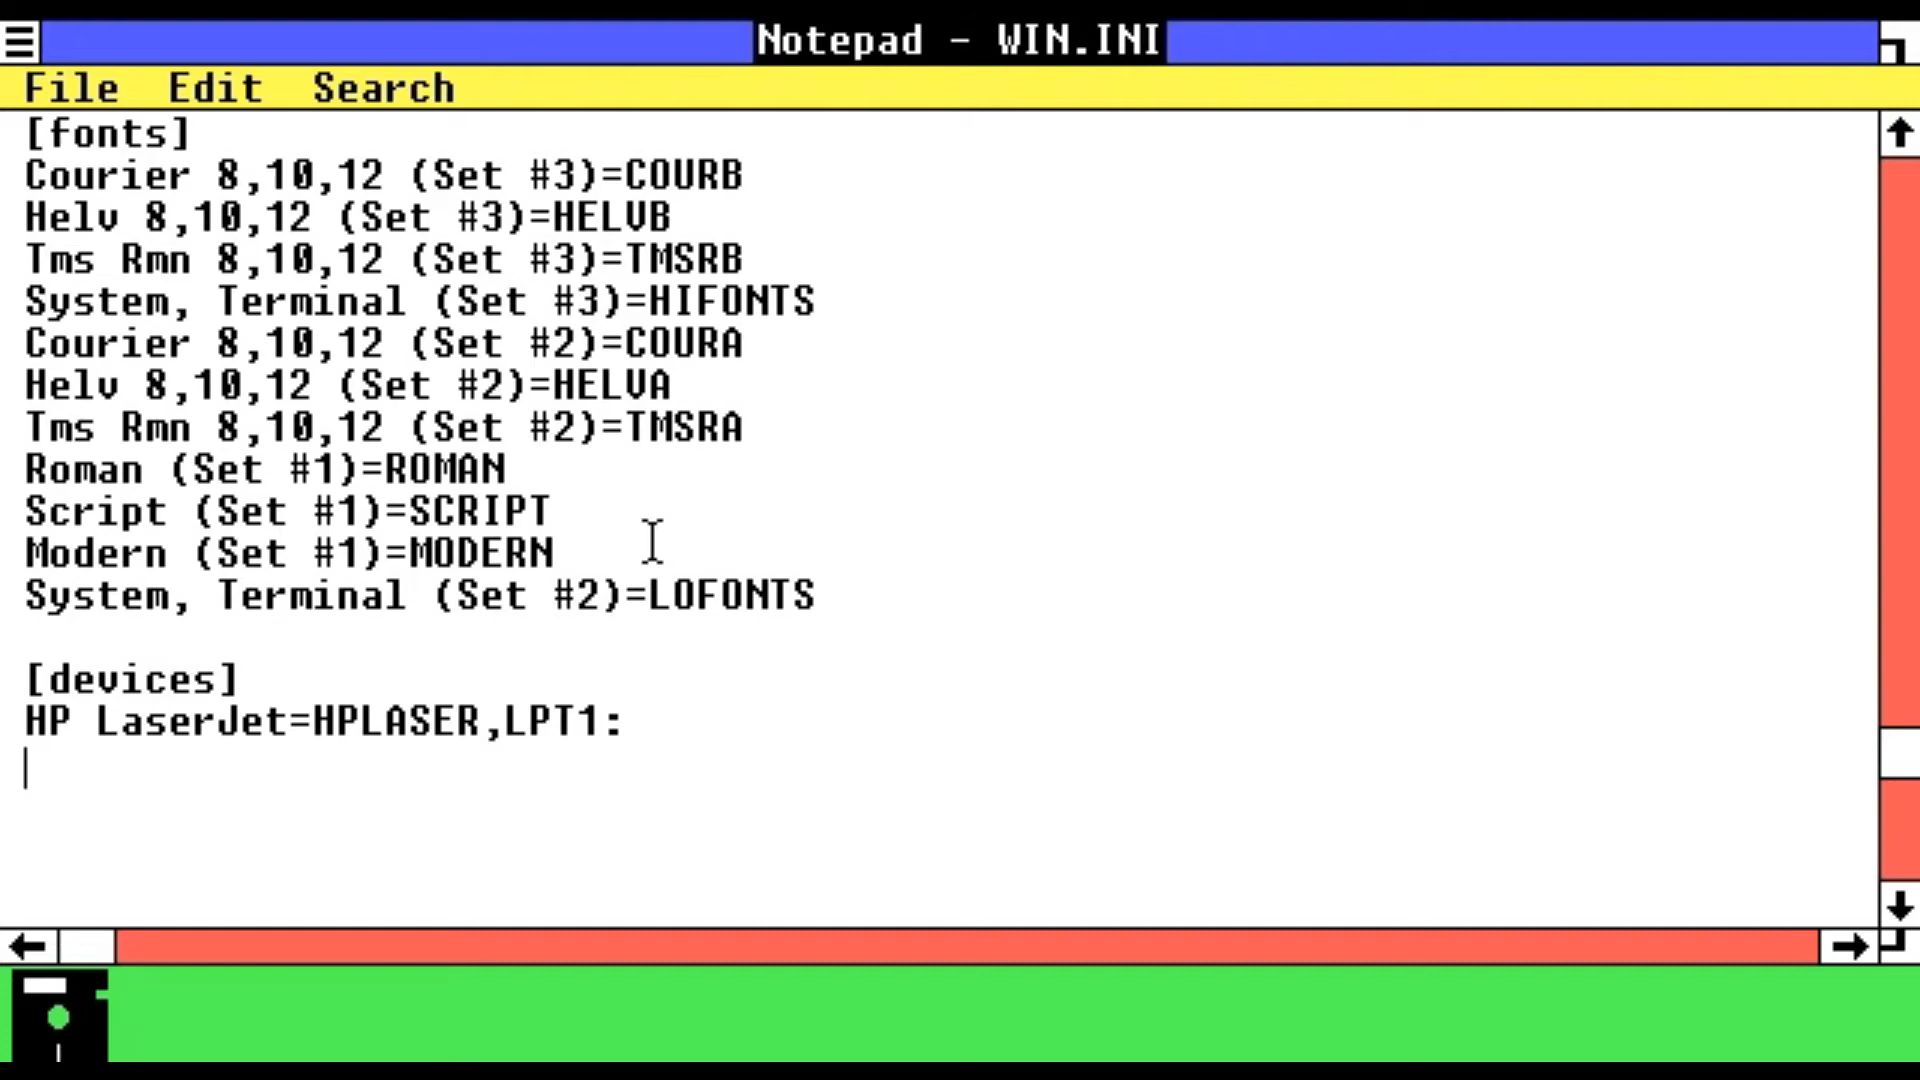 Notepad - WIN.INI
File Edit Search
[fonts]
Courier 8,10,12 (Set #3)=COURB
Helv 8,10,12 (Set #3)=HELVB
Tms Rmn 8,10,12 (Set #3)=TMSRB
System, Terminal (Set #3)=HIFONTS
Courier 8,10,12 (Set #2)=COURA
Helv 8,10,12 (Set #2)=HELVA
Tms Rmn 8,10,12 (Set #2)=TMSRA
Roman (Set #1)=ROMAN
Script (Set #1)=SCRIPT
Modern (Set #1)=MODERN
System, Terminal (Set #2)=LOFONTS
[devices]
HP LaserJet=HPLASER,LPT1: